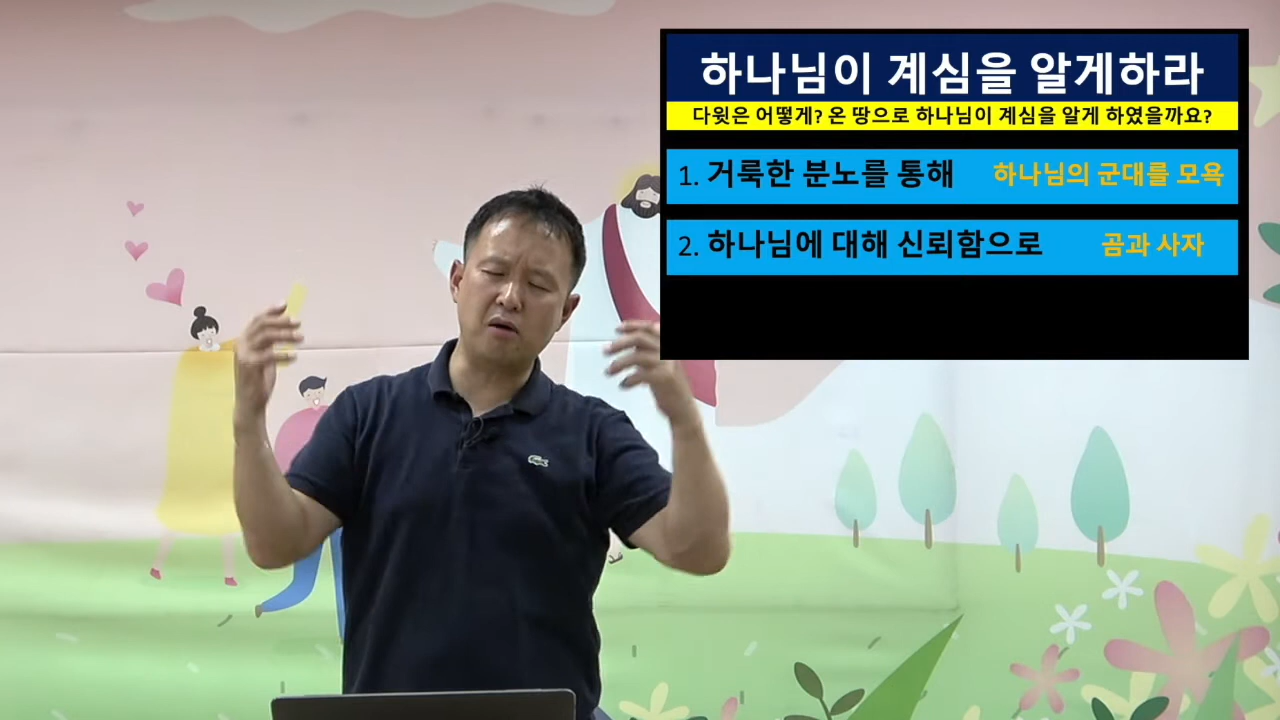 하나님이 계심을 알게하라
다윗은 어떻게? 온 땅으로 하나님이 계심을 알게 하였을까요?
1. 거룩한 분노를 통해 하나님의 군대를 모욕
2. 하나님에 대해 신뢰함으로 곰과 사자